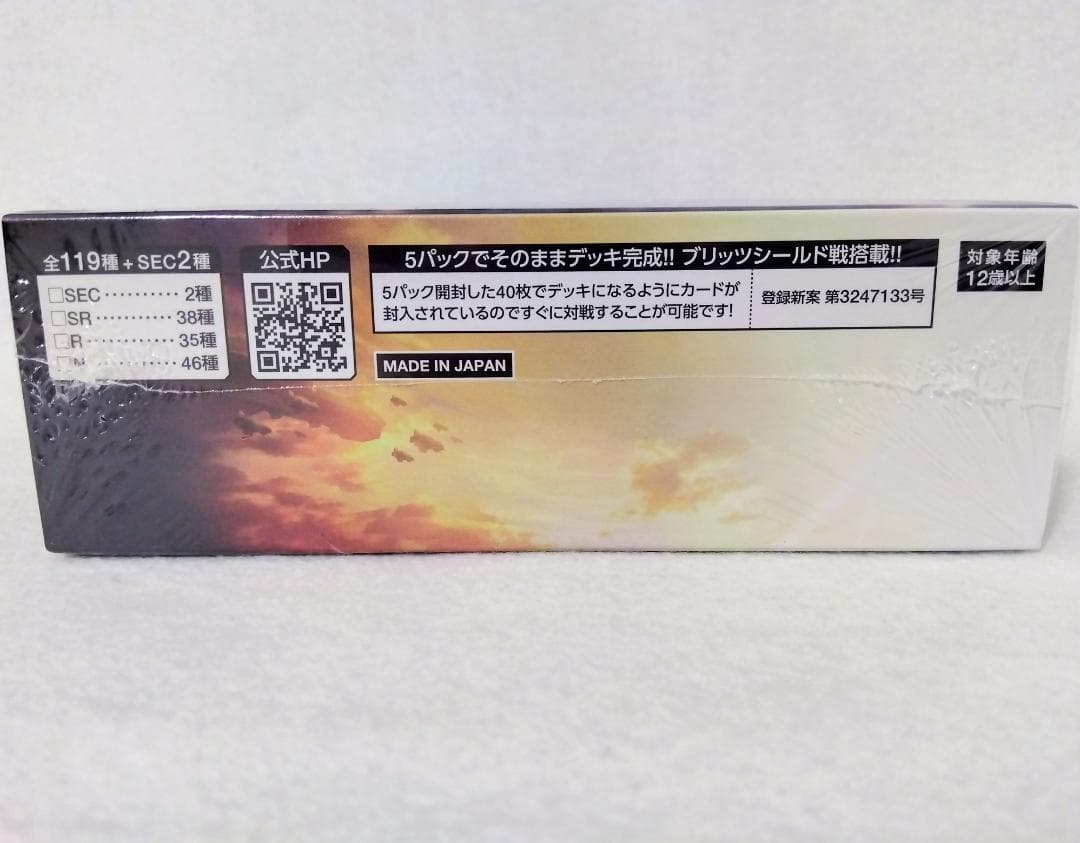 全119種+SEC2種
□SEC··········2種
□SR···········38種
□R············35種
□N··········46種
公式HP
5パックでそのままデッキ完成!! ブリッツシールド戦搭載!!
5パック開封した40枚でデッキになるようにカードが
封入されているのですぐに対戦することが可能です!
登録新案 第3247133号
MADE IN JAPAN
対象年齢
12歳以上